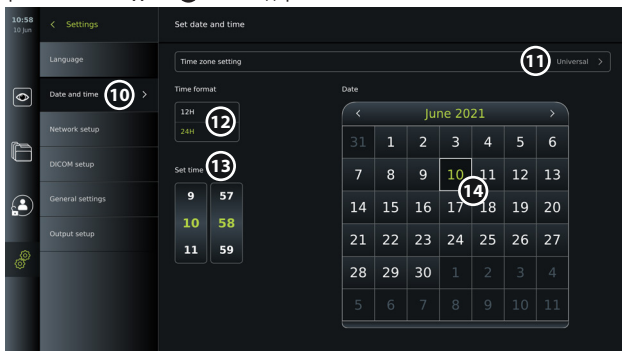 10:58
10 Jun
Settings
Set date and time
Language
Date and time 10
Network setup
DICOM setup
General settings
Output setup
Time zone setting 11 Universal
Time format
12H
24H
12
Set time 13
9 57
10 58
11 59
Date
June 2021
31 1 2 3 4 5 6
7 8 9 10 11 12 13
14
14 15 16 17 18 19 20
21 22 23 24 25 26 27
28 29 30 1 2 3 4
5 6 7 8 9 10 11